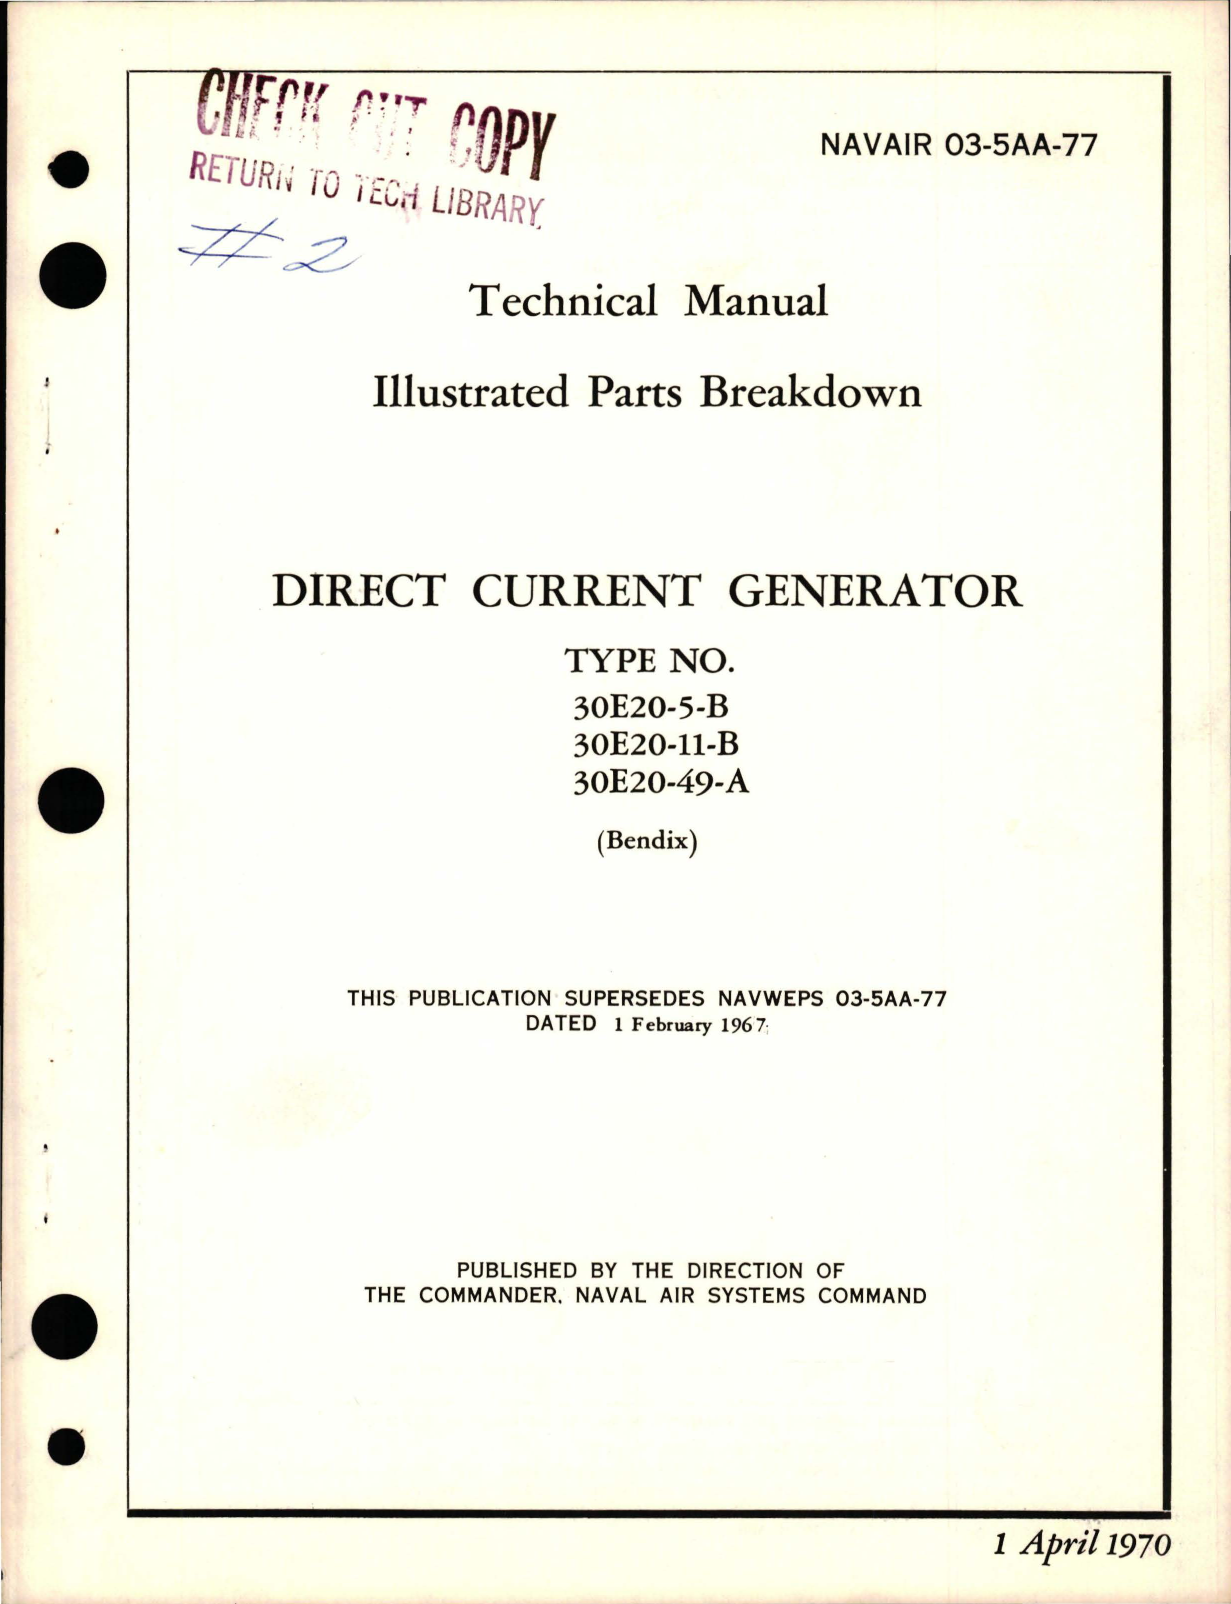 CHECK OUT COPY
RETURN TO TECH LIBRARY
#2
NAVAIR 03-5AA-77
Technical Manual
Illustrated Parts Breakdown
DIRECT CURRENT GENERATOR
TYPE NO.
30E20-5-B
30E20-11-B
30E20-49-A
(Bendix)
THIS PUBLICATION SUPERSEDES NAVWEPS 03-5AA-77
DATED 1 February 1967
PUBLISHED BY THE DIRECTION OF
THE COMMANDER, NAVAL AIR SYSTEMS COMMAND
1 April 1970